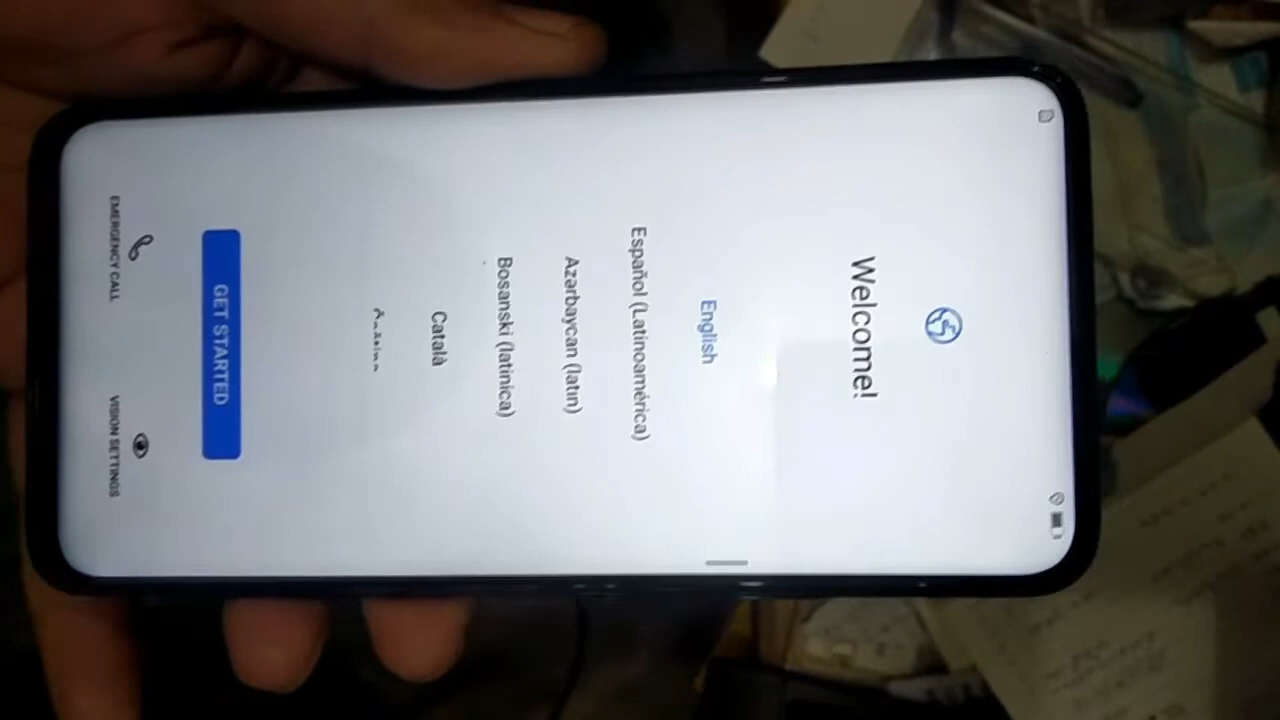 Welcome!
English
Español (Latinoamérica)
Azərbaycan (latın)
Bosanski (latinica)
Català
GET STARTED
EMERGENCY CALL
VISION SETTINGS